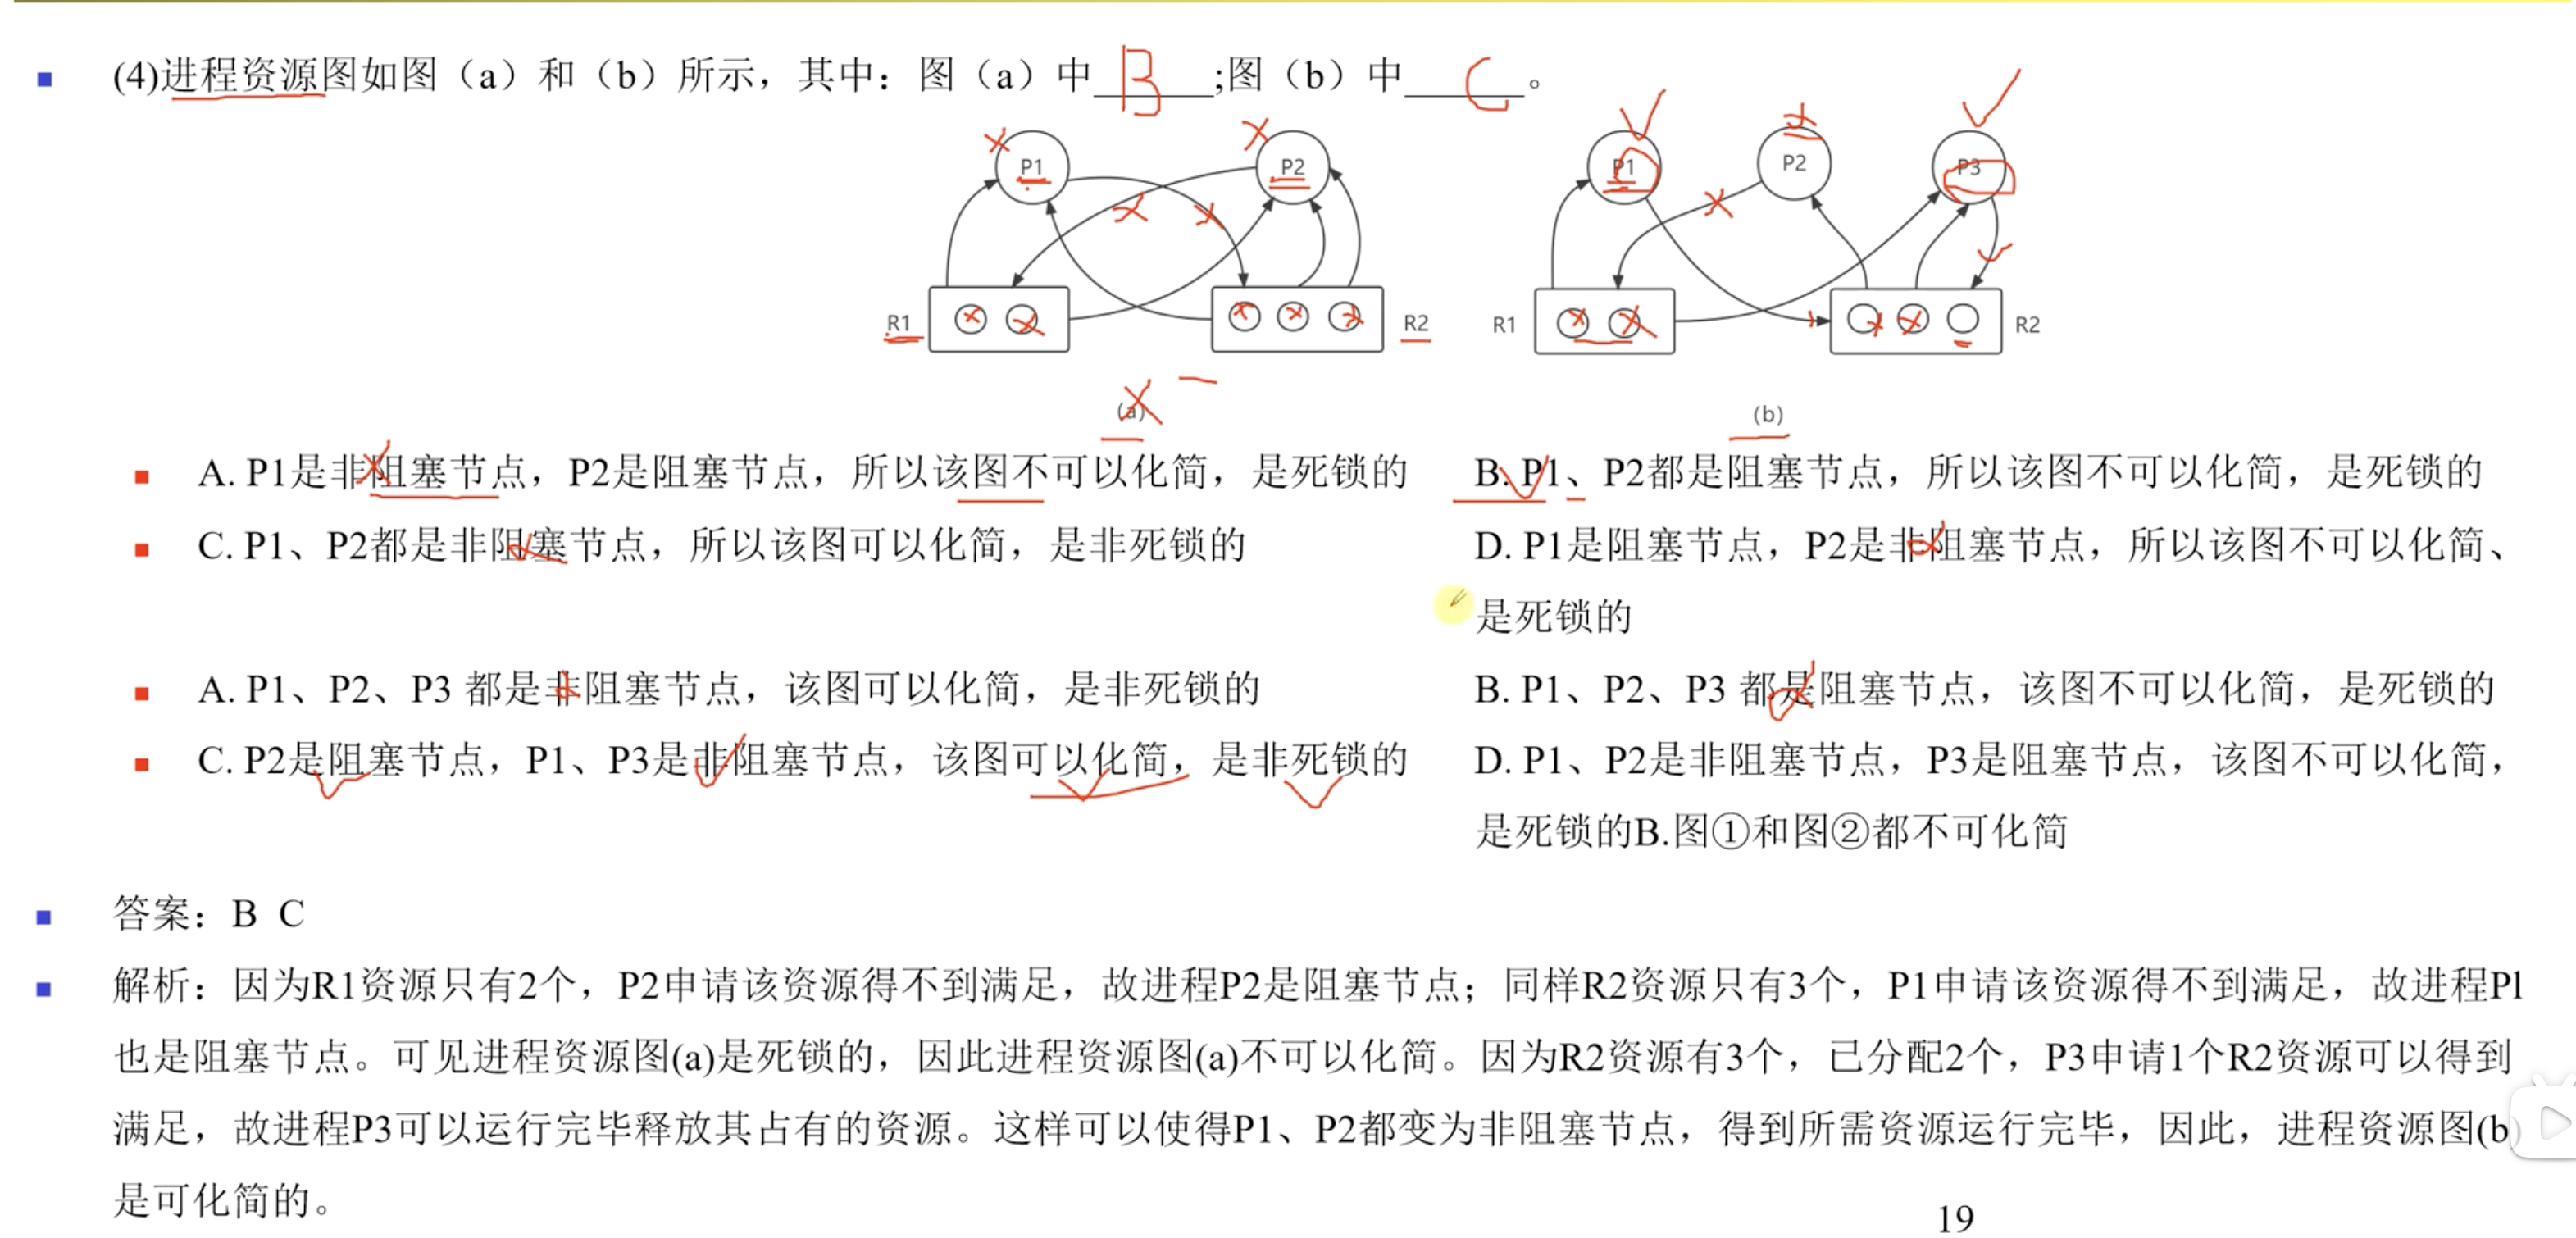 (4)进程资源图如图（a）和（b）所示，其中：图（a）中 B ;图（b）中 C 。
P1 P2 P1 P2 P3
R1 R2 R1 R2
(a) (b)
A. P1是非阻塞节点，P2是阻塞节点，所以该图不可以化简，是死锁的
B. P1、P2都是阻塞节点，所以该图不可以化简，是死锁的
C. P1、P2都是非阻塞节点，所以该图可以化简，是非死锁的
D. P1是阻塞节点，P2是非阻塞节点，所以该图不可以化简、
是死锁的
A. P1、P2、P3 都是非阻塞节点，该图可以化简，是非死锁的
B. P1、P2、P3 都是阻塞节点，该图不可以化简，是死锁的
C. P2是阻塞节点，P1、P3是非阻塞节点，该图可以化简，是非死锁的
D. P1、P2是非阻塞节点，P3是阻塞节点，该图不可以化简，
是死锁的B.图①和图②都不可化简
答案：B C
解析：因为R1资源只有2个，P2申请该资源得不到满足，故进程P2是阻塞节点；同样R2资源只有3个，P1申请该资源得不到满足，故进程Pl
也是阻塞节点。可见进程资源图(a)是死锁的，因此进程资源图(a)不可以化简。因为R2资源有3个，已分配2个，P3申请1个R2资源可以得到
满足，故进程P3可以运行完毕释放其占有的资源。这样可以使得P1、P2都变为非阻塞节点，得到所需资源运行完毕，因此，进程资源图(b)
是可化简的。
19